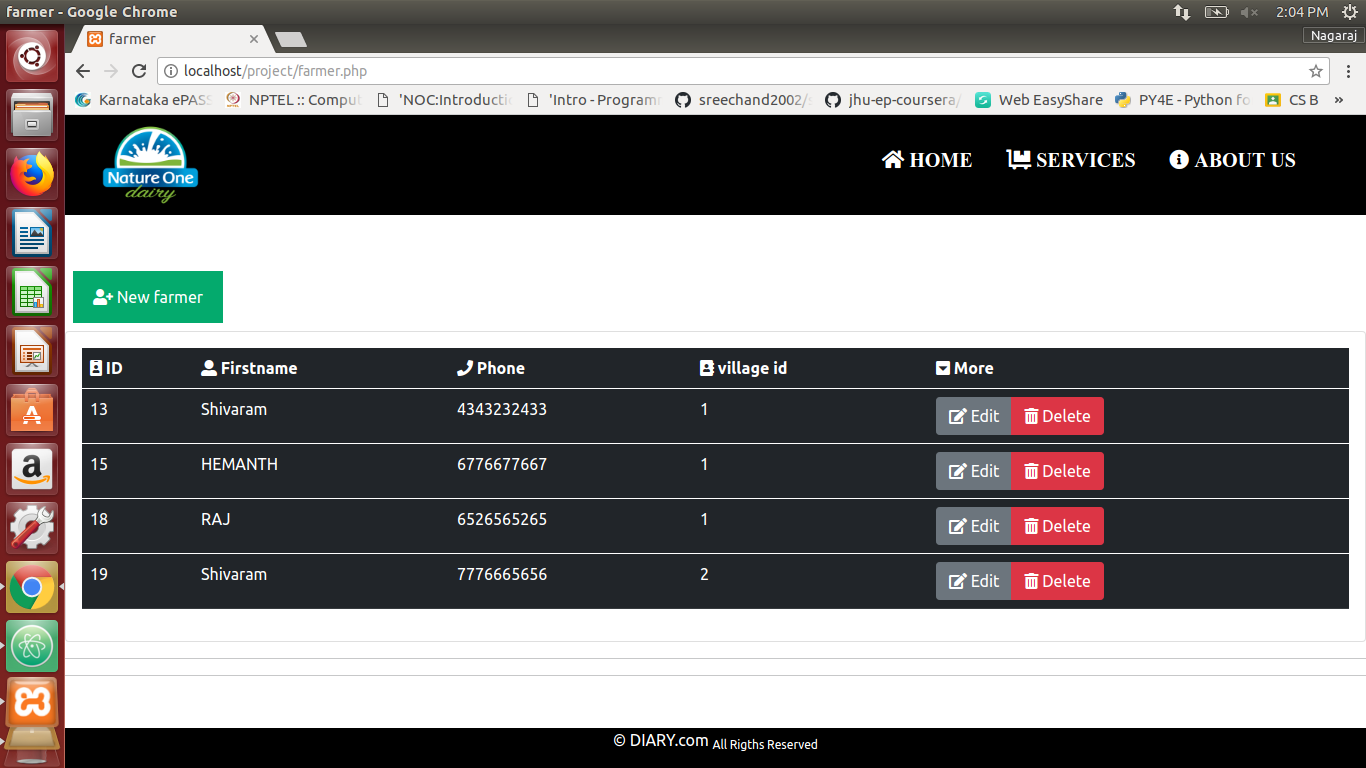 farmer - Google Chrome
2:04 PM
farmer
Nagaraj
localhost/project/farmer.php
Karnataka ePASS NPTEL :: Comput 'NOC:Introducti 'Intro - Programm sreechand2002/ jhu-ep-coursera/ Web EasyShare PY4E - Python fo CS B »
Nature One
dairy
HOME SERVICES ABOUT US
New farmer
ID Firstname Phone village id More
13 Shivaram 4343232433 1 Edit Delete
15 HEMANTH 6776677667 1 Edit Delete
18 RAJ 6526565265 1 Edit Delete
19 Shivaram 7776665656 2 Edit Delete
© DIARY.com All Rigths Reserved